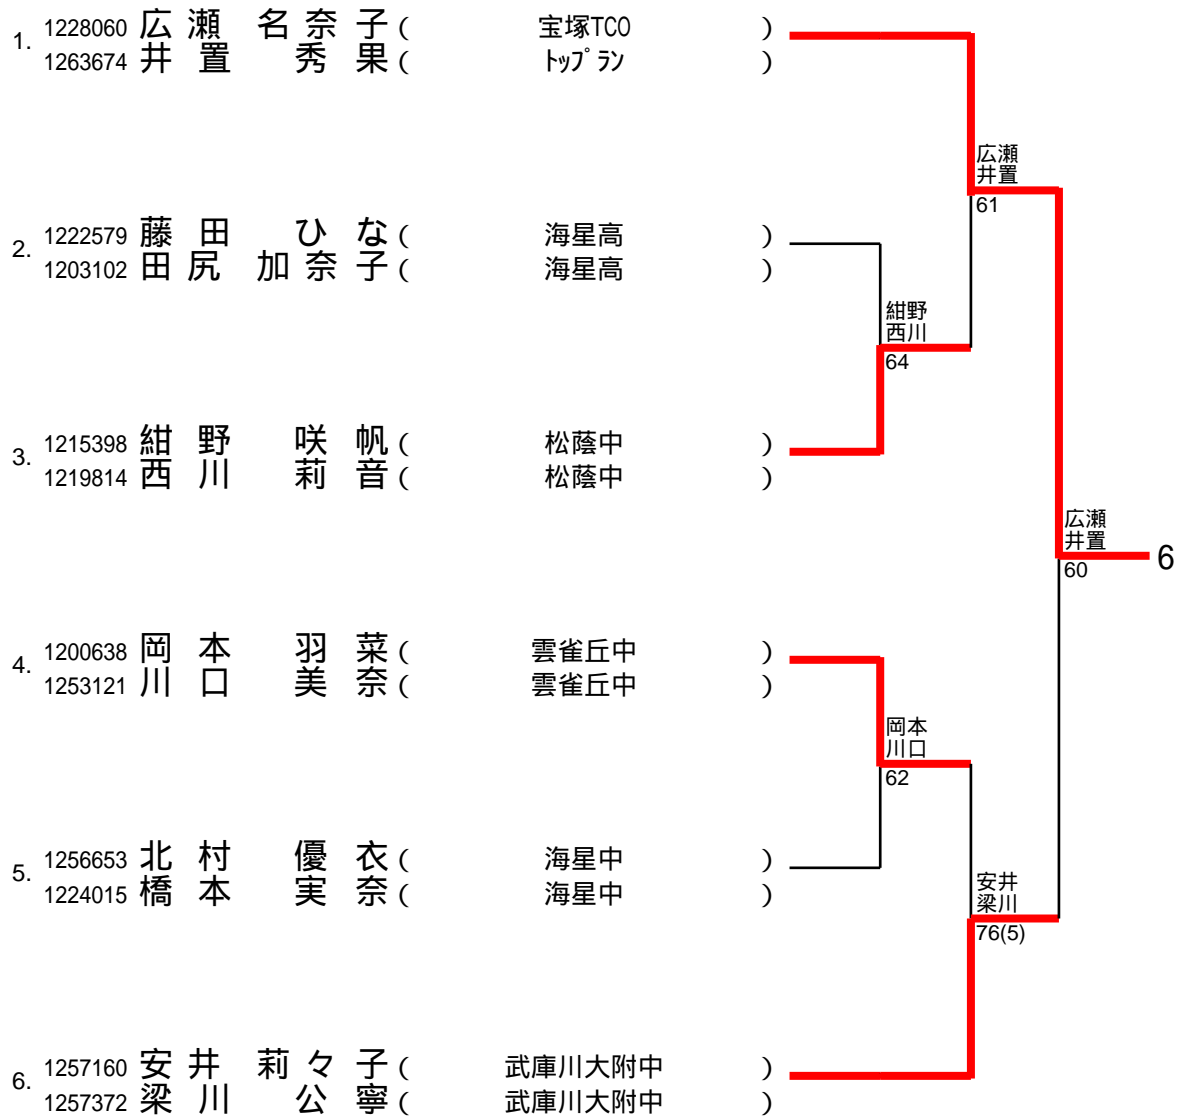 1. 1228060 広瀬 名奈子 ( 宝塚TCO )
1263674 井置 秀果 ( トップラン )
広瀬
井置
61
2. 1222579 藤田 ひな ( 海星高 )
1203102 田尻 加奈子 ( 海星高 )
紺野
西川
64
3. 1215398 紺野 咲帆 ( 松蔭中 )
1219814 西川 莉音 ( 松蔭中 )
広瀬
井置
60
6
4. 1200638 岡本 羽菜 ( 雲雀丘中 )
1253121 川口 美奈 ( 雲雀丘中 )
岡本
川口
62
5. 1256653 北村 優衣 ( 海星中 )
1224015 橋本 実奈 ( 海星中 )
安井
梁川
76(5)
6. 1257160 安井 莉々子 ( 武庫川大附中 )
1257372 梁川 公寧 ( 武庫川大附中 )